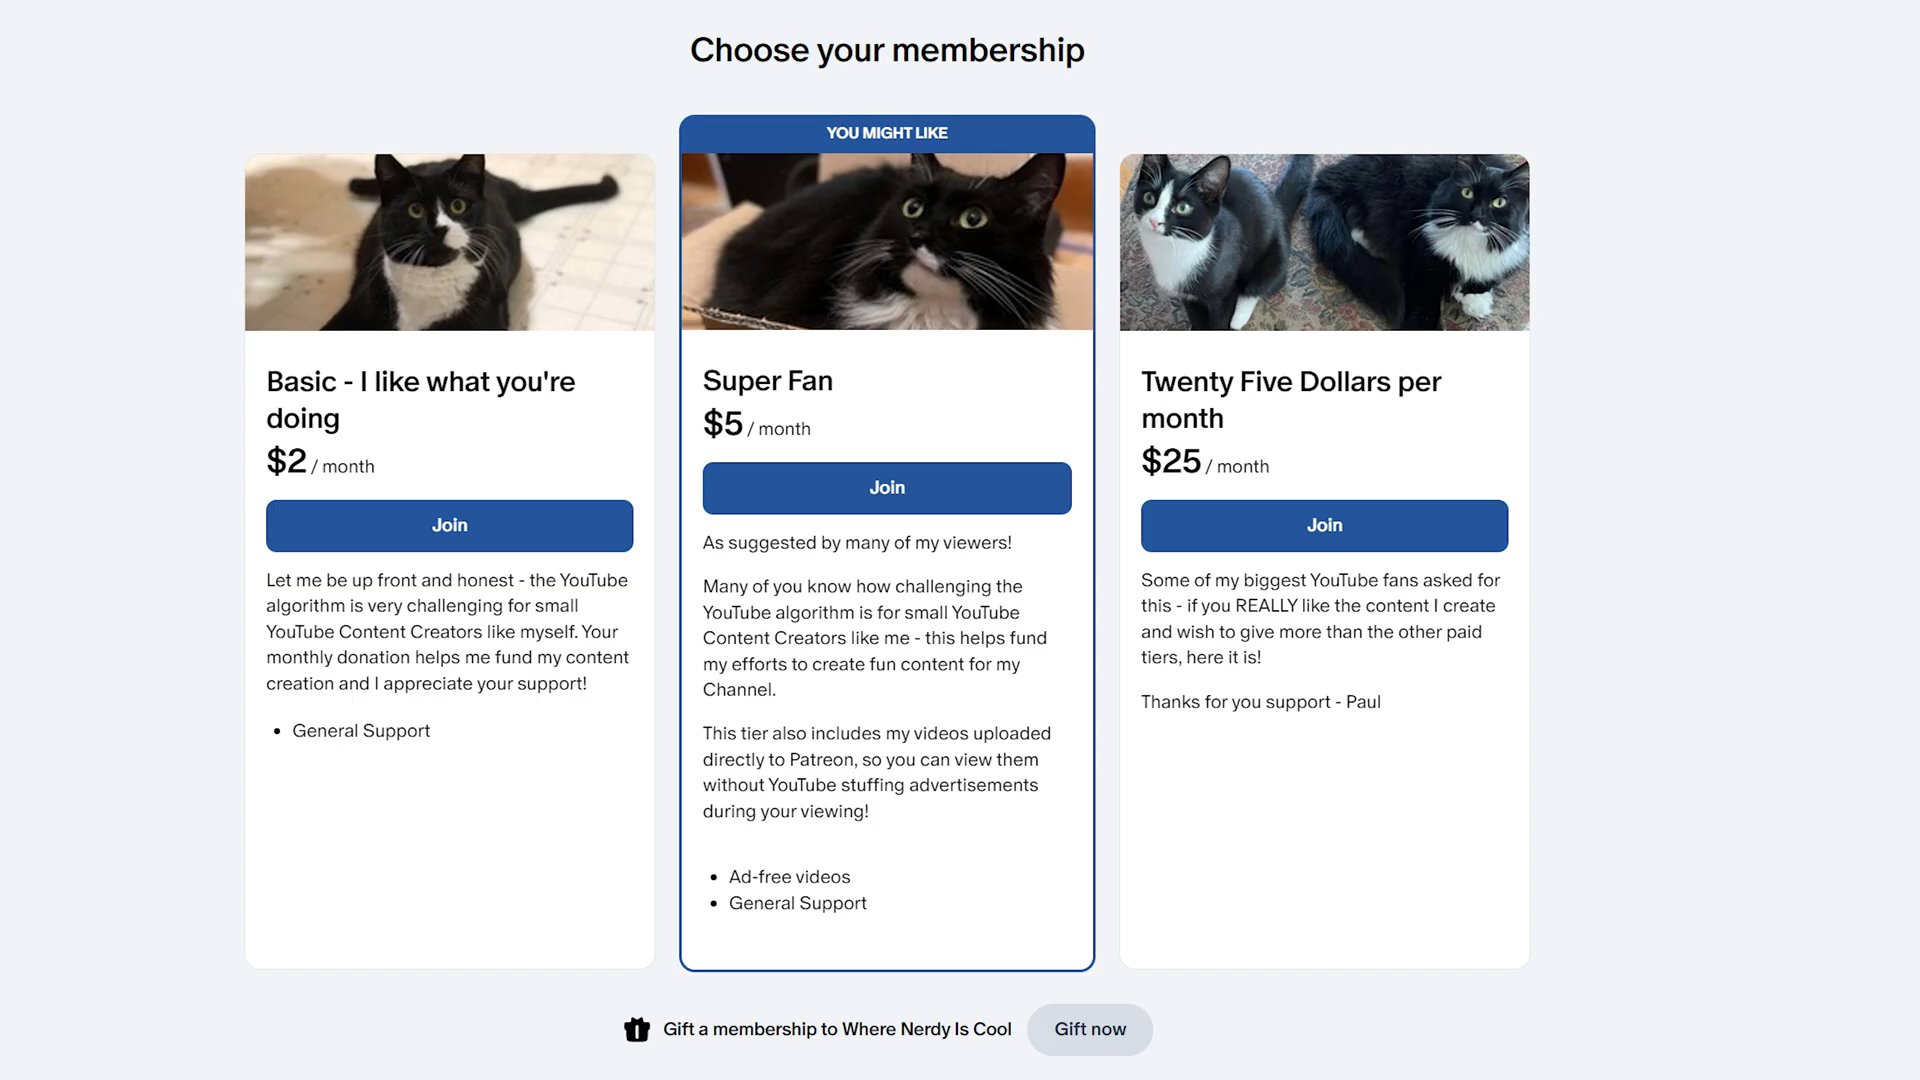 Choose your membership
Basic - I like what you're
doing
$2 / month
Join
Let me be up front and honest - the YouTube
algorithm is very challenging for small
YouTube Content Creators like myself. Your
monthly donation helps me fund my content
creation and I appreciate your support!
• General Support
YOU MIGHT LIKE
Super Fan
$5 / month
Join
As suggested by many of my viewers!
Many of you know how challenging the
YouTube algorithm is for small YouTube
Content Creators like me - this helps fund
my efforts to create fun content for my
Channel.
This tier also includes my videos uploaded
directly to Patreon, so you can view them
without YouTube stuffing advertisements
during your viewing!
• Ad-free videos
• General Support
Twenty Five Dollars per
month
$25 / month
Join
Some of my biggest YouTube fans asked for
this - if you REALLY like the content I create
and wish to give more than the other paid
tiers, here it is!
Thanks for you support - Paul
Gift a membership to Where Nerdy Is Cool
Gift now